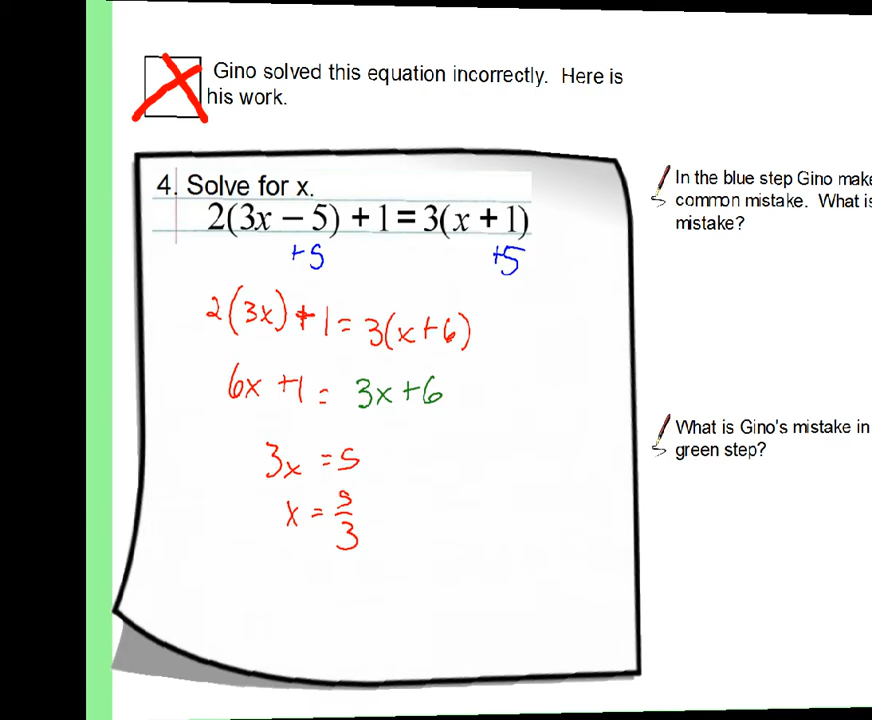 Gino solved this equation incorrectly. Here is
his work.
4. Solve for x.
2(3x − 5) + 1 = 3(x + 1)
+5 +5
2(3x) + 1 = 3(x+6)
6x + 1 = 3x + 6
3x = 5
x = 5/3
In the blue step Gino make
common mistake. What is
mistake?
What is Gino's mistake in
green step?